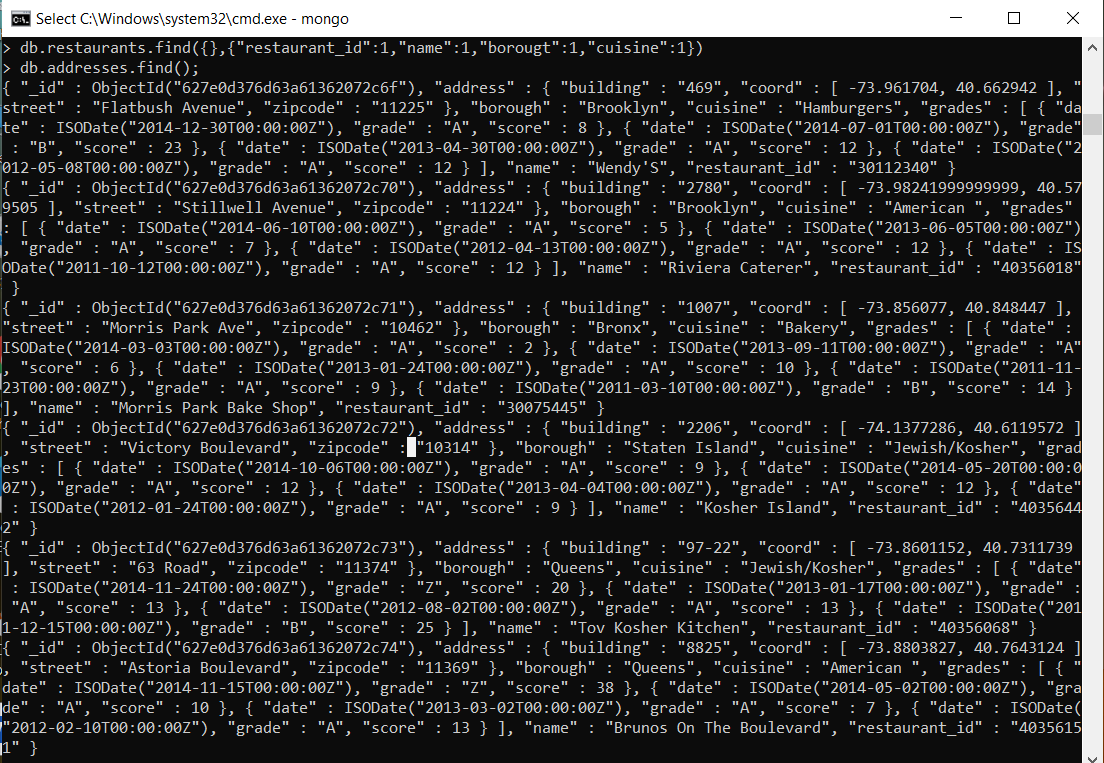 Select C:\Windows\system32\cmd.exe - mongo
> db.restaurants.find({},{"restaurant_id":1,"name":1,"borougt":1,"cuisine":1})
> db.addresses.find();
{ "_id" : ObjectId("627e0d376d63a61362072c6f"), "address" : { "building" : "469", "coord" : [ -73.961704, 40.662942 ], "
street" : "Flatbush Avenue", "zipcode" : "11225" }, "borough" : "Brooklyn", "cuisine" : "Hamburgers", "grades" : [ { "da
te" : ISODate("2014-12-30T00:00:00Z"), "grade" : "A", "score" : 8 }, { "date" : ISODate("2014-07-01T00:00:00Z"), "grade"
 : "B", "score" : 23 }, { "date" : ISODate("2013-04-30T00:00:00Z"), "grade" : "A", "score" : 12 }, { "date" : ISODate("2
012-05-08T00:00:00Z"), "grade" : "A", "score" : 12 } ], "name" : "Wendy'S", "restaurant_id" : "30112340" }
{ "_id" : ObjectId("627e0d376d63a61362072c70"), "address" : { "building" : "2780", "coord" : [ -73.98241999999999, 40.57
9505 ], "street" : "Stillwell Avenue", "zipcode" : "11224" }, "borough" : "Brooklyn", "cuisine" : "American ", "grades"
: [ { "date" : ISODate("2014-06-10T00:00:00Z"), "grade" : "A", "score" : 5 }, { "date" : ISODate("2013-06-05T00:00:00Z")
, "grade" : "A", "score" : 7 }, { "date" : ISODate("2012-04-13T00:00:00Z"), "grade" : "A", "score" : 12 }, { "date" : IS
ODate("2011-10-12T00:00:00Z"), "grade" : "A", "score" : 12 } ], "name" : "Riviera Caterer", "restaurant_id" : "40356018"
 }
{ "_id" : ObjectId("627e0d376d63a61362072c71"), "address" : { "building" : "1007", "coord" : [ -73.856077, 40.848447 ],
"street" : "Morris Park Ave", "zipcode" : "10462" }, "borough" : "Bronx", "cuisine" : "Bakery", "grades" : [ { "date" :
ISODate("2014-03-03T00:00:00Z"), "grade" : "A", "score" : 2 }, { "date" : ISODate("2013-09-11T00:00:00Z"), "grade" : "A"
, "score" : 6 }, { "date" : ISODate("2013-01-24T00:00:00Z"), "grade" : "A", "score" : 10 }, { "date" : ISODate("2011-11-
23T00:00:00Z"), "grade" : "A", "score" : 9 }, { "date" : ISODate("2011-03-10T00:00:00Z"), "grade" : "B", "score" : 14 }
], "name" : "Morris Park Bake Shop", "restaurant_id" : "30075445" }
{ "_id" : ObjectId("627e0d376d63a61362072c72"), "address" : { "building" : "2206", "coord" : [ -74.1377286, 40.6119572 ]
, "street" : "Victory Boulevard", "zipcode" : "10314" }, "borough" : "Staten Island", "cuisine" : "Jewish/Kosher", "grad
es" : [ { "date" : ISODate("2014-10-06T00:00:00Z"), "grade" : "A", "score" : 9 }, { "date" : ISODate("2014-05-20T00:00:0
0Z"), "grade" : "A", "score" : 12 }, { "date" : ISODate("2013-04-04T00:00:00Z"), "grade" : "A", "score" : 12 }, { "date"
: ISODate("2012-01-24T00:00:00Z"), "grade" : "A", "score" : 9 } ], "name" : "Kosher Island", "restaurant_id" : "4035644
2" }
{ "_id" : ObjectId("627e0d376d63a61362072c73"), "address" : { "building" : "97-22", "coord" : [ -73.8601152, 40.7311739
], "street" : "63 Road", "zipcode" : "11374" }, "borough" : "Queens", "cuisine" : "Jewish/Kosher", "grades" : [ { "date"
 : ISODate("2014-11-24T00:00:00Z"), "grade" : "Z", "score" : 20 }, { "date" : ISODate("2013-01-17T00:00:00Z"), "grade" :
 "A", "score" : 13 }, { "date" : ISODate("2012-08-02T00:00:00Z"), "grade" : "A", "score" : 13 }, { "date" : ISODate("201
1-12-15T00:00:00Z"), "grade" : "B", "score" : 25 } ], "name" : "Tov Kosher Kitchen", "restaurant_id" : "40356068" }
{ "_id" : ObjectId("627e0d376d63a61362072c74"), "address" : { "building" : "8825", "coord" : [ -73.8803827, 40.7643124 ]
, "street" : "Astoria Boulevard", "zipcode" : "11369" }, "borough" : "Queens", "cuisine" : "American ", "grades" : [ { "
date" : ISODate("2014-11-15T00:00:00Z"), "grade" : "Z", "score" : 38 }, { "date" : ISODate("2014-05-02T00:00:00Z"), "gra
de" : "A", "score" : 10 }, { "date" : ISODate("2013-03-02T00:00:00Z"), "grade" : "A", "score" : 7 }, { "date" : ISODate(
"2012-02-10T00:00:00Z"), "grade" : "A", "score" : 13 } ], "name" : "Brunos On The Boulevard", "restaurant_id" : "4035615
1" }